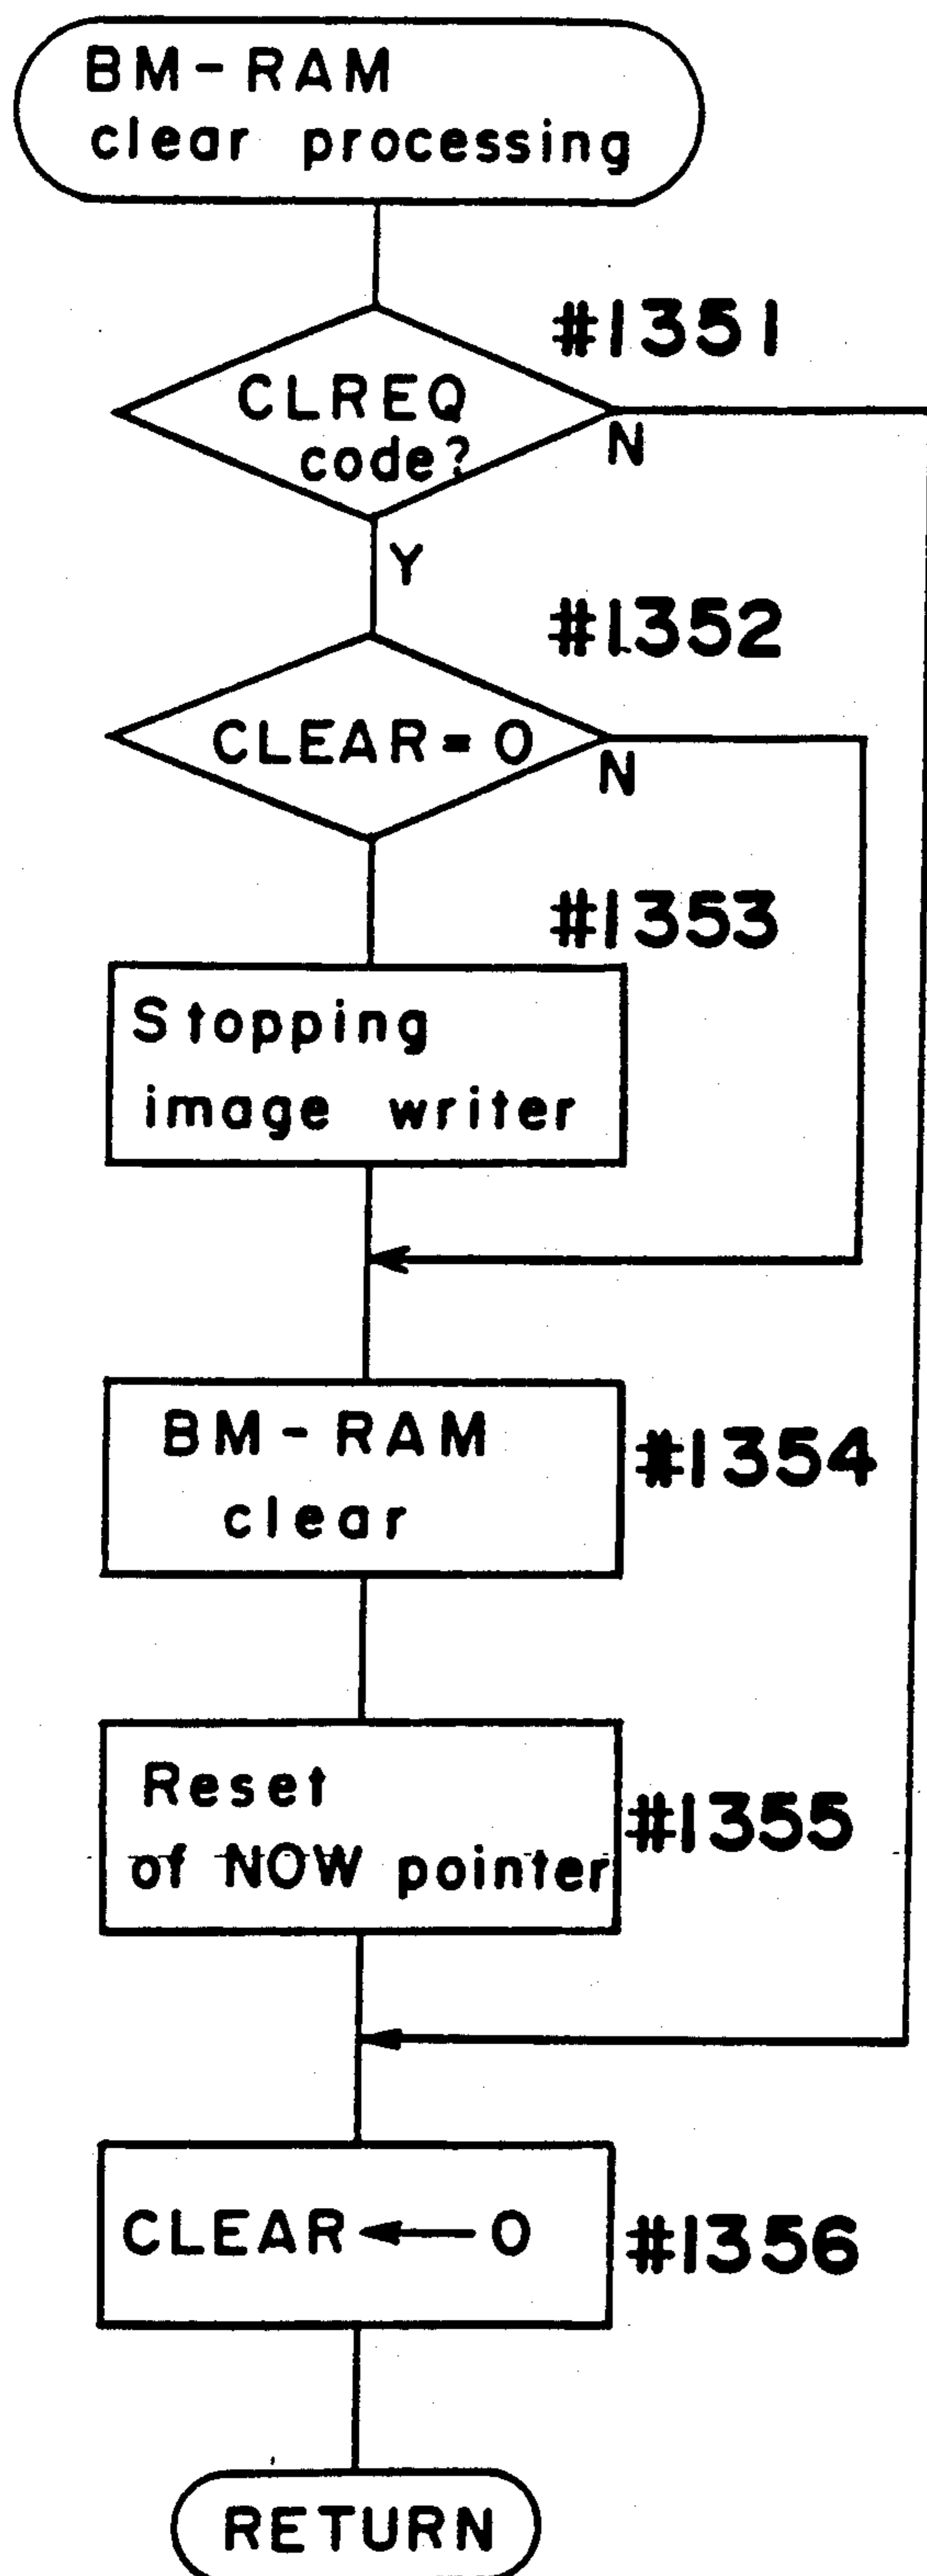 BM-RAM
clear processing
#1351
CLREQ
code?
N
Y
#1352
CLEAR = 0
N
#1353
Stopping
image writer
BM-RAM
clear
#1354
Reset
of NOW pointer
#1355
CLEAR ← 0
#1356
RETURN